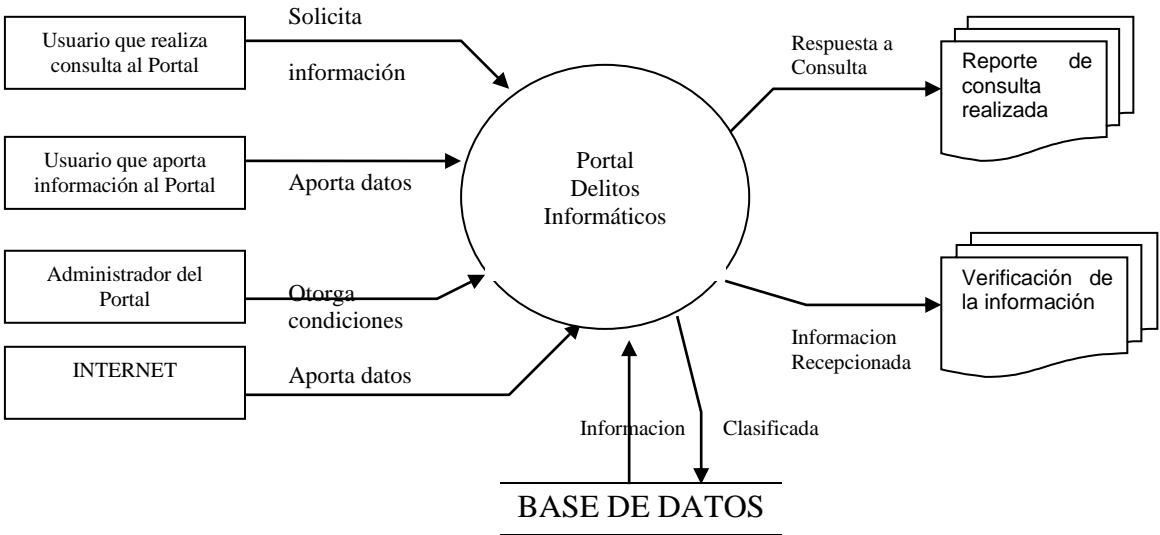 Usuario que realiza
consulta al Portal
Solicita
información
Usuario que aporta
información al Portal
Aporta datos
Administrador del
Portal
Otorga
condiciones
INTERNET
Aporta datos
Portal
Delitos
Informáticos
Respuesta a
Consulta
Reporte de
consulta
realizada
Informacion
Recepcionada
Verificación de
la información
Informacion
Clasificada
BASE DE DATOS